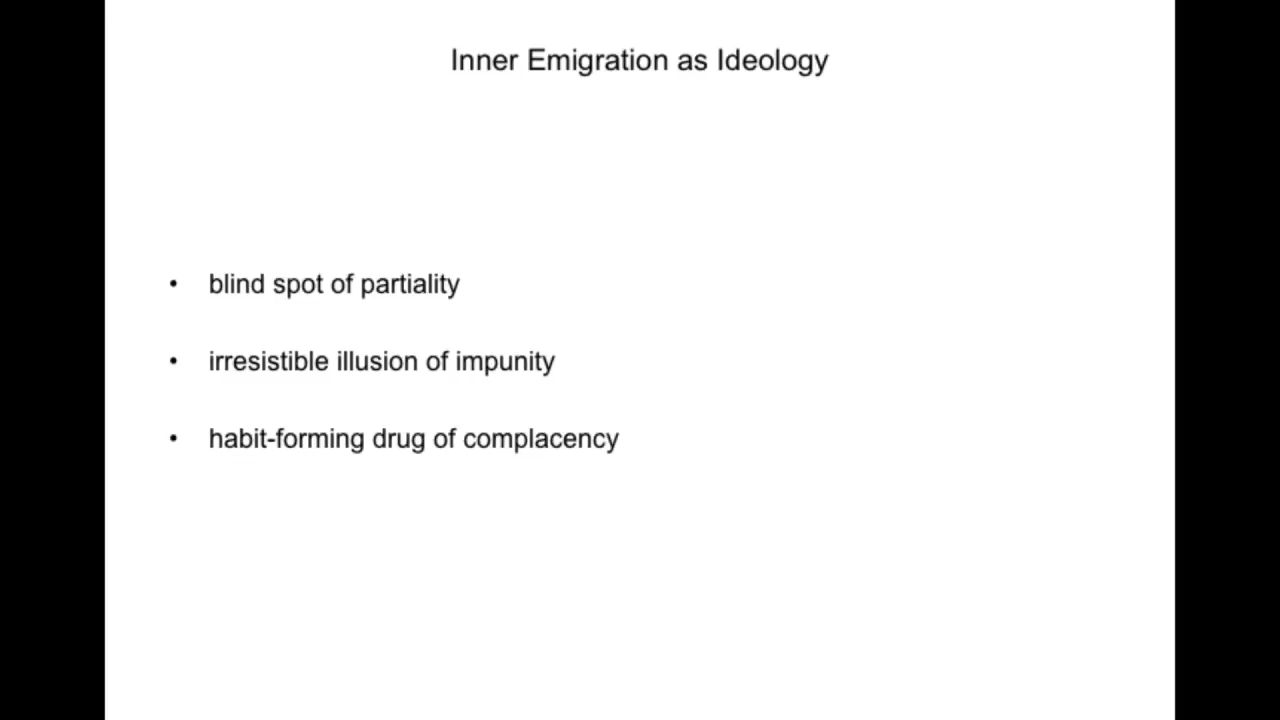 Inner Emigration as Ideology
• blind spot of partiality
• irresistible illusion of impunity
• habit-forming drug of complacency